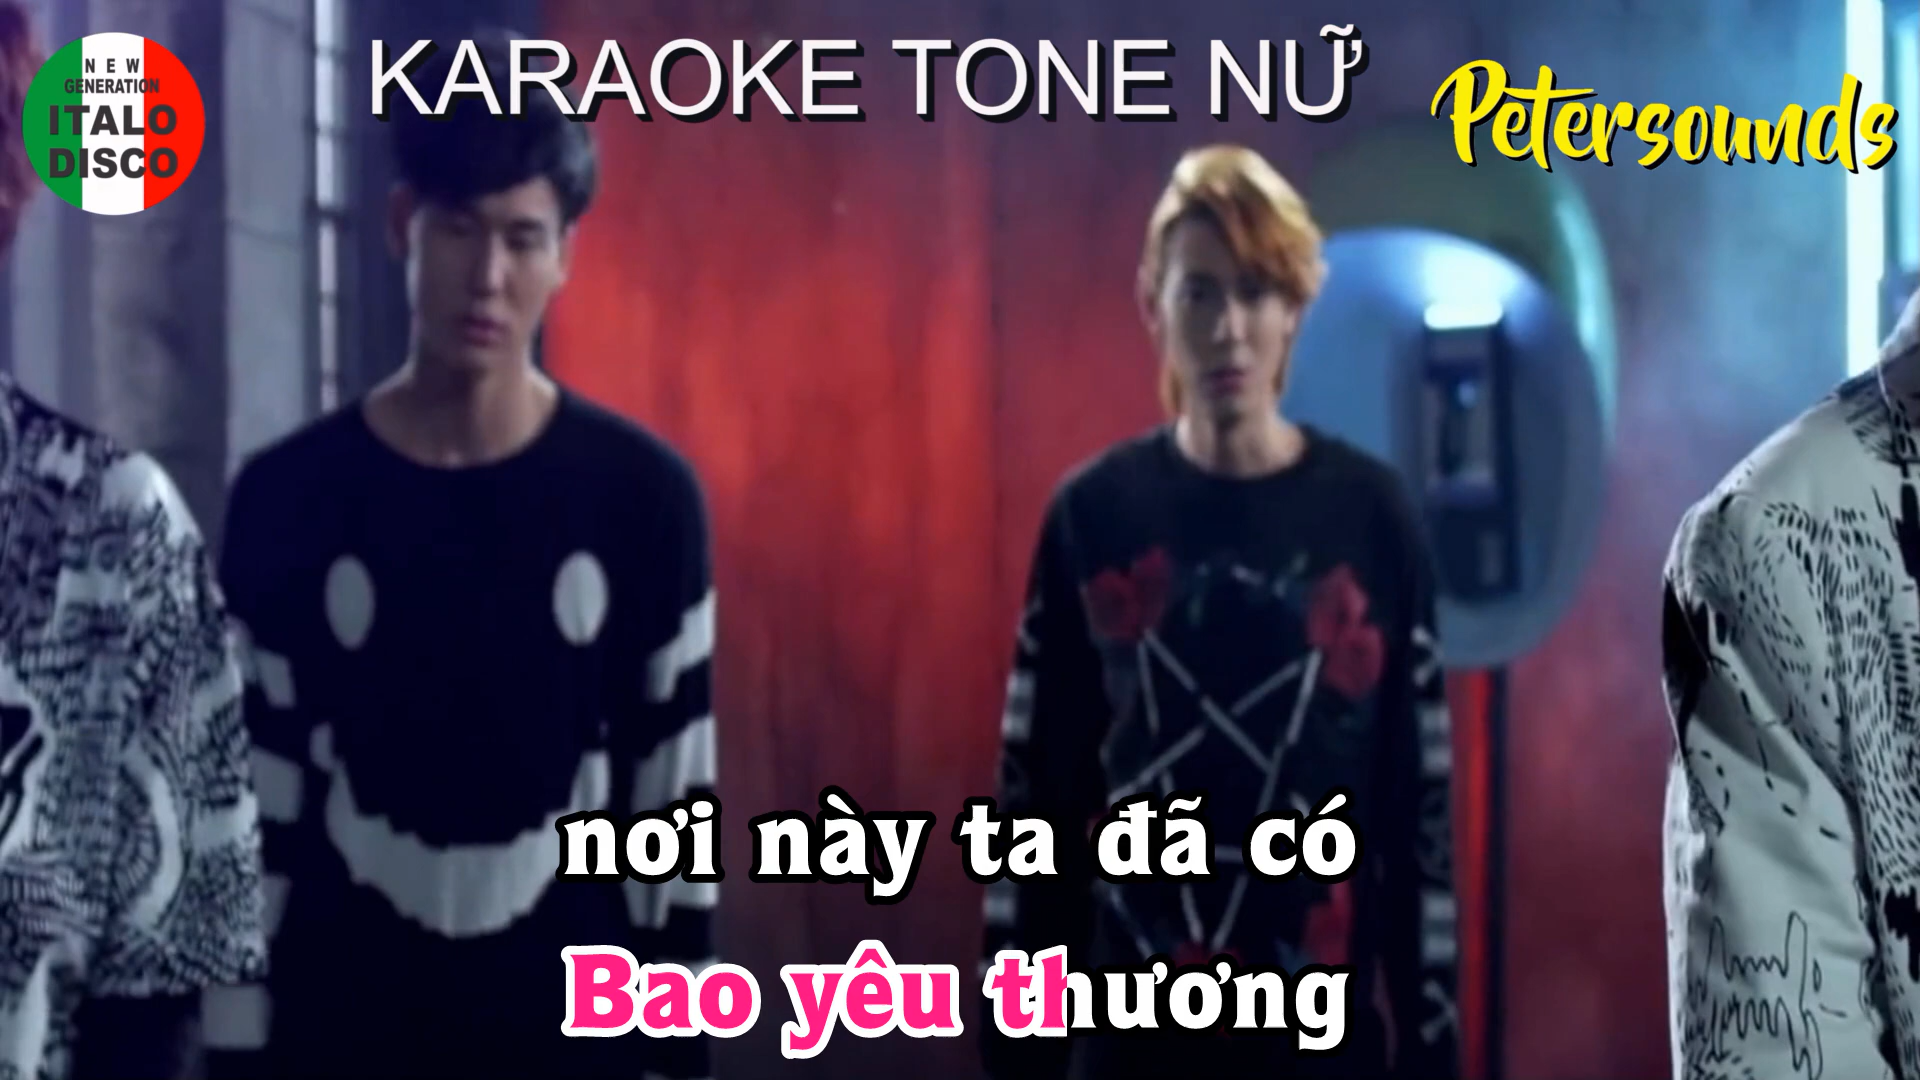 NEW
GENERATION
ITALO
DISCO
KARAOKE TONE NỮ
Petersounds
nơi này ta đã có
Bao yêu thương